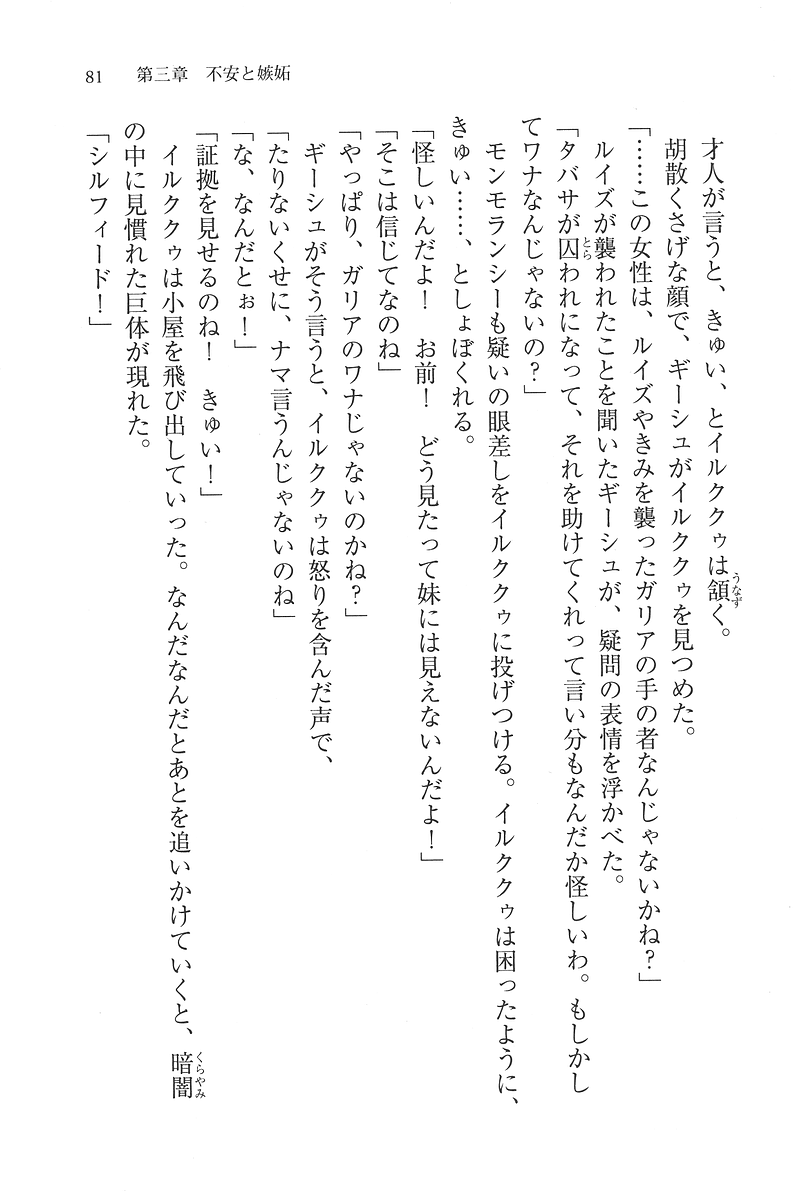 81　第三章　不安と嫉妬
才人が言うと、きゅい、とイルククゥは頷く。
胡散くさげな顔で、ギーシュがイルククゥを見つめた。
「……この女性は、ルイズやきみを襲ったガリアの手の者なんじゃないかね？」
ルイズが襲われたことを聞いたギーシュが、疑問の表情を浮かべた。
「タバサが囚われになって、それを助けてくれって言い分もなんだか怪しいわ。もしかし
てワナなんじゃないの？」
モンモランシーも疑いの眼差しをイルククゥに投げつける。イルククゥは困ったように、
きゅい……、としょぼくれる。
「怪しいんだよ！　お前！　どう見たって妹には見えないんだよ！」
「そこは信じてなのね」
「やっぱり、ガリアのワナじゃないのかね？」
ギーシュがそう言うと、イルククゥは怒りを含んだ声で、
「たりないくせに、ナマ言うんじゃないのね」
「な、なんだとぉ！」
「証拠を見せるのね！　きゅい！」
イルククゥは小屋を飛び出していった。なんだなんだとあとを追いかけていくと、暗闇
の中に見慣れた巨体が現れた。
「シルフィード！」
うなず
とら
くらやみ